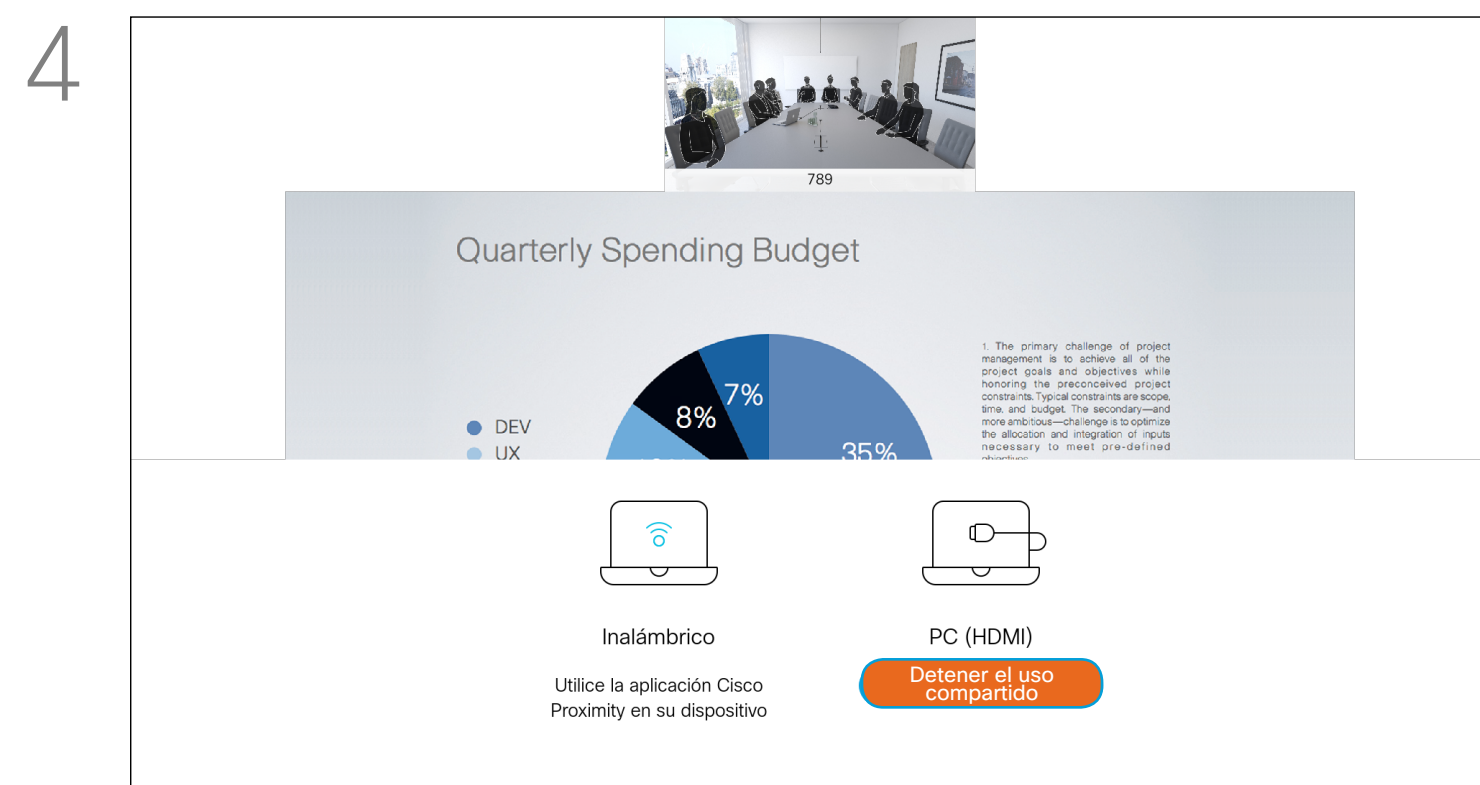 4
789
Quarterly Spending Budget
7%
8%
35%
DEV
UX
1. The primary challenge of project
management is to achieve all of the
project goals and objectives while
honoring the preconceived project
constraints. Typical constraints are scope,
time, and budget. The secondary—and
more ambitious—challenge is to optimize
the allocation and integration of inputs
necessary to meet pre-defined
objectives.
Inalámbrico
Utilice la aplicación Cisco
Proximity en su dispositivo
PC (HDMI)
Detener el uso
compartido